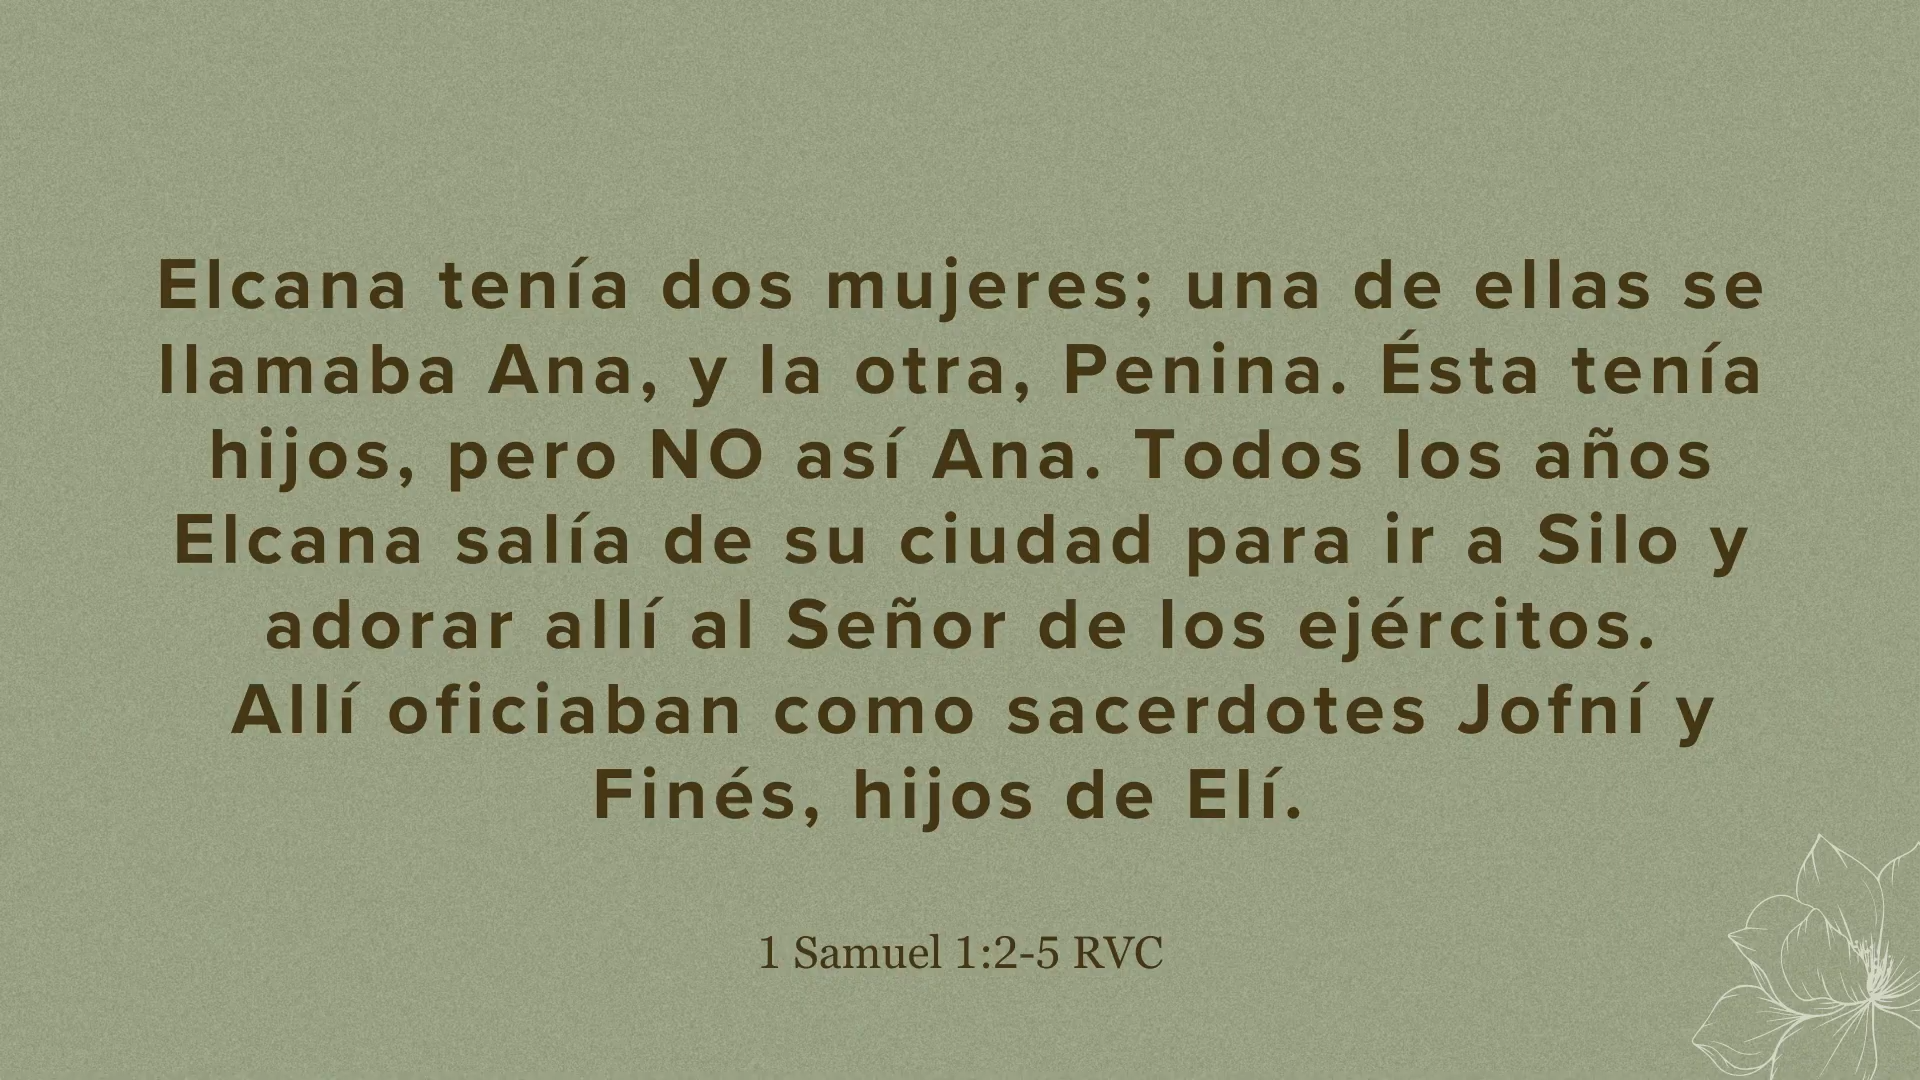 Elcana tenía dos mujeres; una de ellas se
llamaba Ana, y la otra, Penina. Ésta tenía
hijos, pero NO así Ana. Todos los años
Elcana salía de su ciudad para ir a Silo y
adorar allí al Señor de los ejércitos.
Allí oficiaban como sacerdotes Jofní y
Finés, hijos de Elí.
1 Samuel 1:2-5 RVC